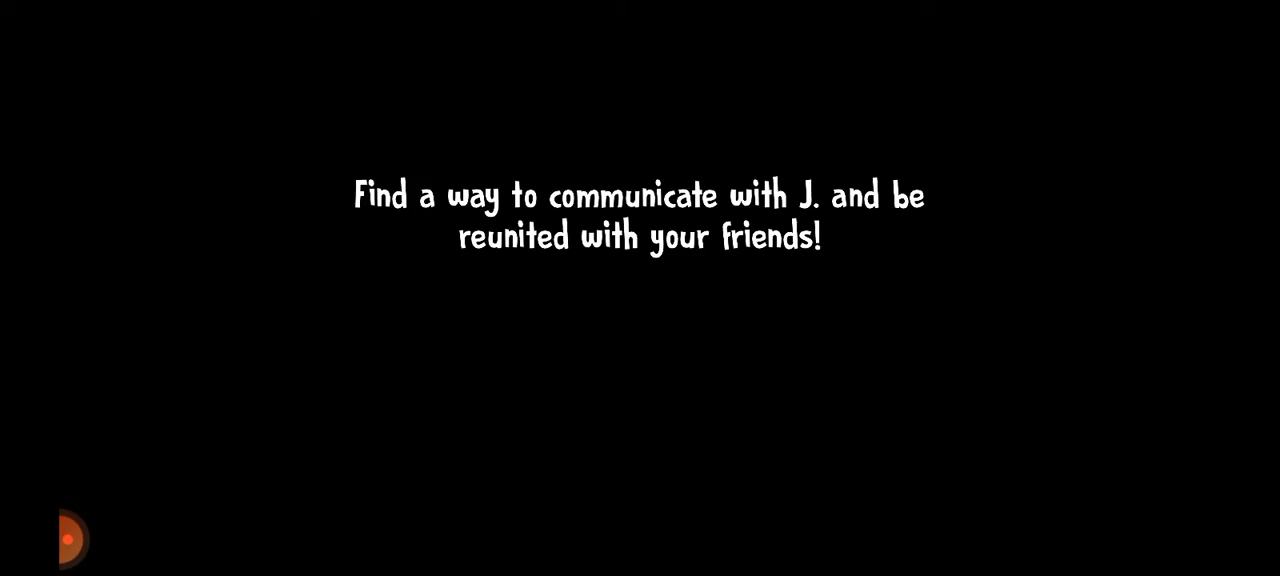 Find a way to communicate with J. and be
reunited with your friends!